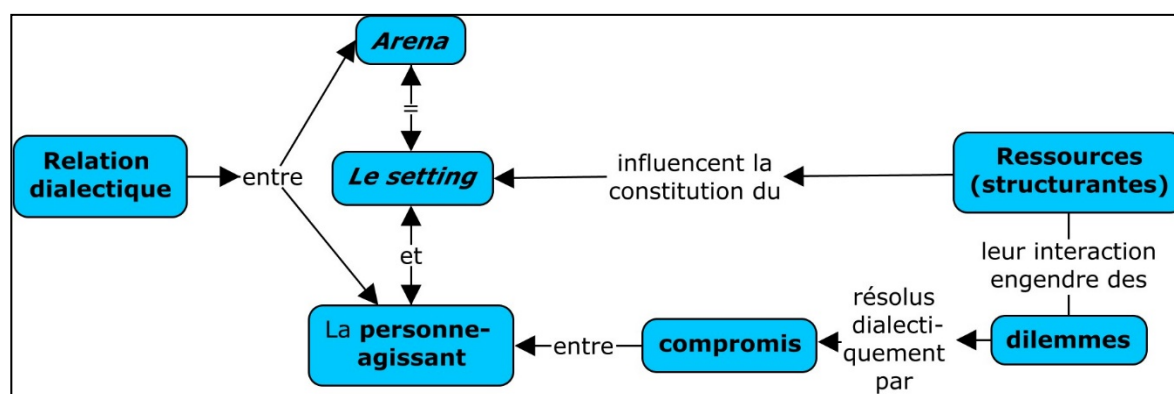 Arena
=
Relation
dialectique
entre
Le setting
influencent la
constitution du
Ressources
(structurantes)
et
leur interaction
engendre des
La personne-
agissant
entre
compromis
résolus
dialecti-
quement
par
dilemmes